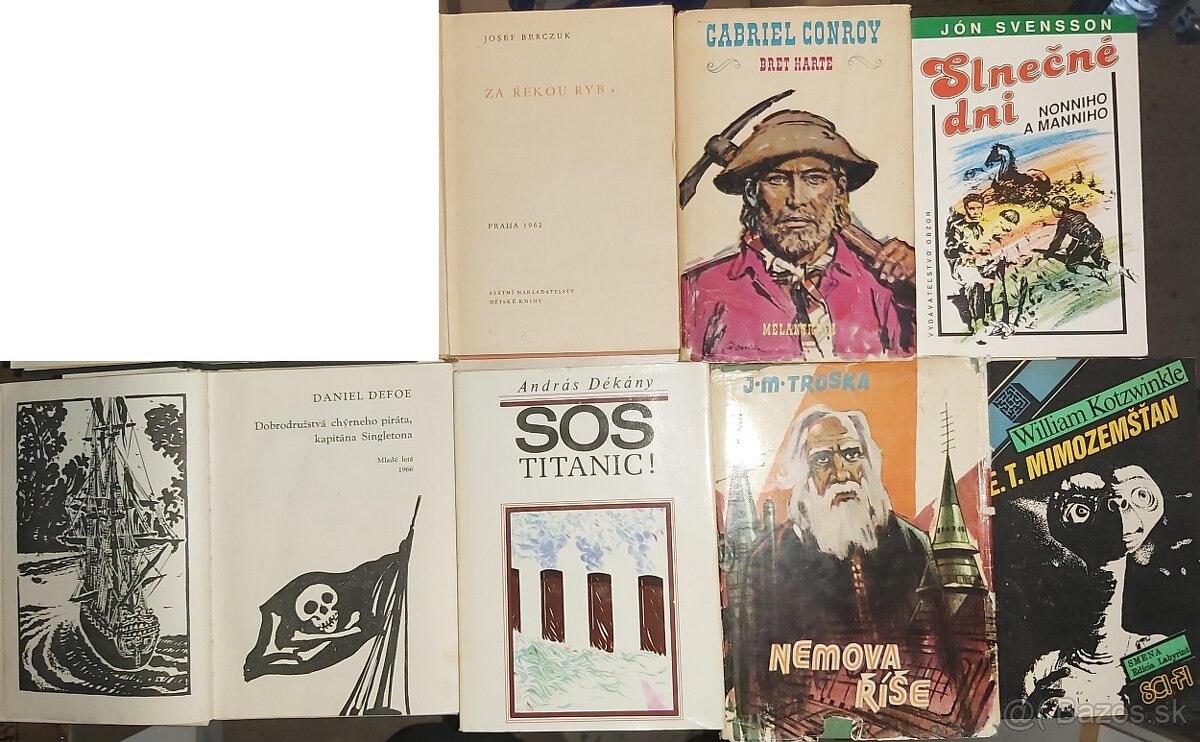 JOSEF BERCZUK
ZA ŘEKOU RYB
PRAHA 1962
STÁTNÍ NAKLADATELSTVÍ
DĚTSKÉ KNIHY
GABRIEL CONROY
BRET HARTE
MELANTRICH
JÓN SVENSSON
Slnečné
dni
NONNIHO
A MANNIHO
VYDAVATEĽSTVO OBZOR
DANIEL DEFOE
Dobrodružstvá chýrneho piráta,
kapitána Singletona
Mladé letá
1966
András Dékány
SOS
TITANIC!
J·M·TROSKA
NEMOVA
ŘÍŠE
William Kotzwinkle
E.T. MIMOZEMŠŤAN
SMENA
Edícia Labyrint
SCI-FI
@ Bazos.sk